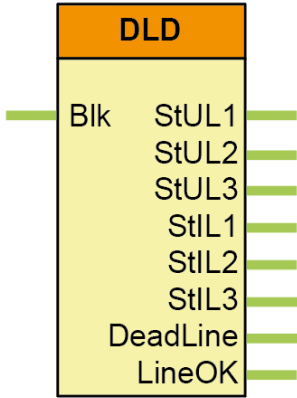 DLD
Blk StUL1
StUL2
StUL3
StIL1
StIL2
StIL3
DeadLine
LineOK